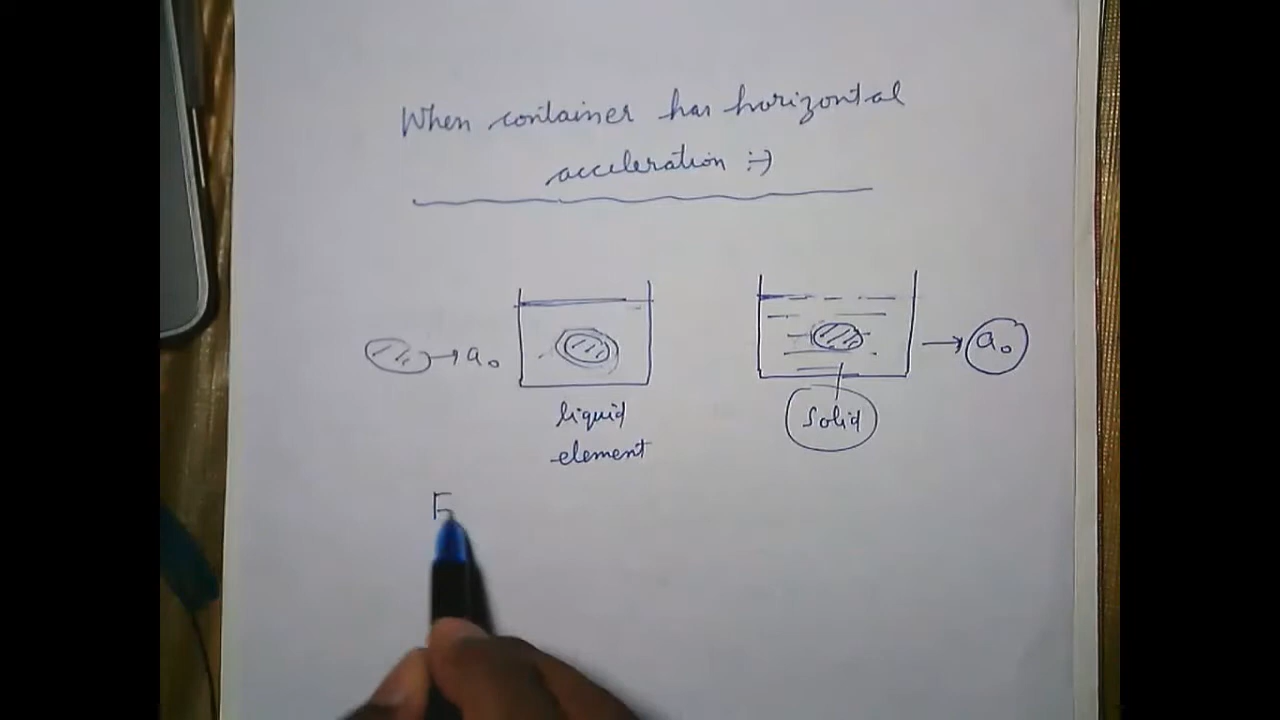 When container has horizontal
acceleration :-)
→ a₀
→ a₀
liquid
element
Solid
F